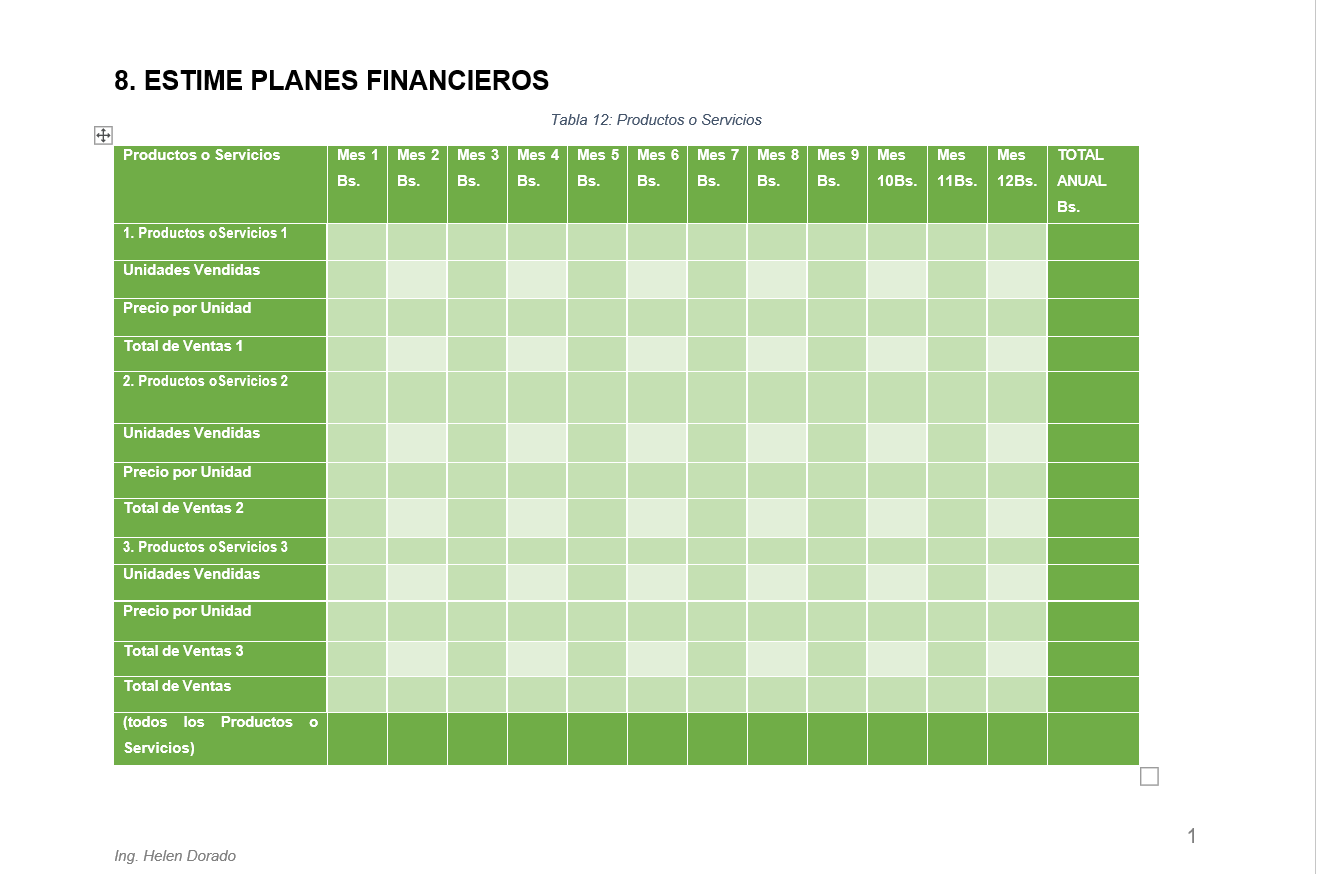 8. ESTIME PLANES FINANCIEROS
Tabla 12: Productos o Servicios
Productos o Servicios Mes 1 Mes 2 Mes 3 Mes 4 Mes 5 Mes 6 Mes 7 Mes 8 Mes 9 Mes Mes Mes TOTAL
Bs. Bs. Bs. Bs. Bs. Bs. Bs. Bs. Bs. 10Bs. 11Bs. 12Bs. ANUAL
Bs.
1. Productos oServicios 1
Unidades Vendidas
Precio por Unidad
Total de Ventas 1
2. Productos oServicios 2
Unidades Vendidas
Precio por Unidad
Total de Ventas 2
3. Productos oServicios 3
Unidades Vendidas
Precio por Unidad
Total de Ventas 3
Total de Ventas
(todos los Productos o
Servicios)
1
Ing. Helen Dorado